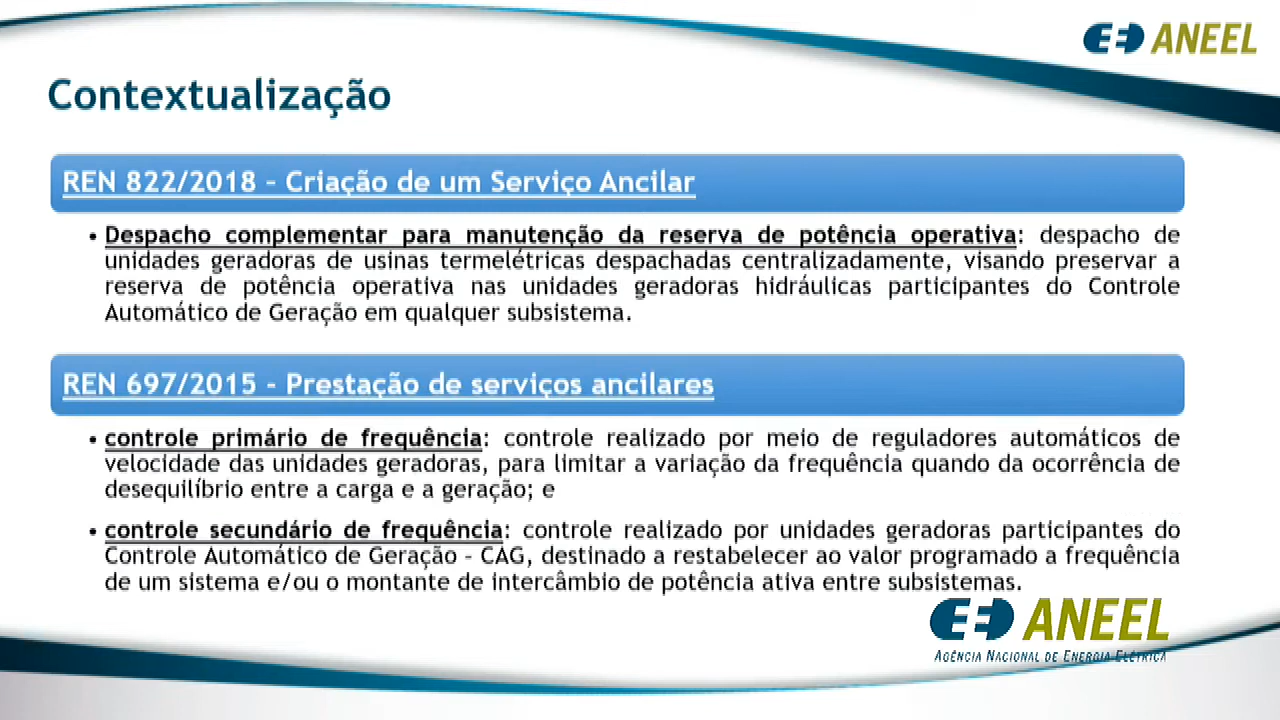 ANEEL
Contextualização
REN 822/2018 – Criação de um Serviço Ancilar
• Despacho complementar para manutenção da reserva de potência operativa: despacho de
unidades geradoras de usinas termelétricas despachadas centralizadamente, visando preservar a
reserva de potência operativa nas unidades geradoras hidráulicas participantes do Controle
Automático de Geração em qualquer subsistema.
REN 697/2015 - Prestação de serviços ancilares
• controle primário de frequência: controle realizado por meio de reguladores automáticos de
velocidade das unidades geradoras, para limitar a variação da frequência quando da ocorrência de
desequilíbrio entre a carga e a geração; e
• controle secundário de frequência: controle realizado por unidades geradoras participantes do
Controle Automático de Geração – CAG, destinado a restabelecer ao valor programado a frequência
de um sistema e/ou o montante de intercâmbio de potência ativa entre subsistemas.
ANEEL
AGÊNCIA NACIONAL DE ENERGIA ELÉTRICA